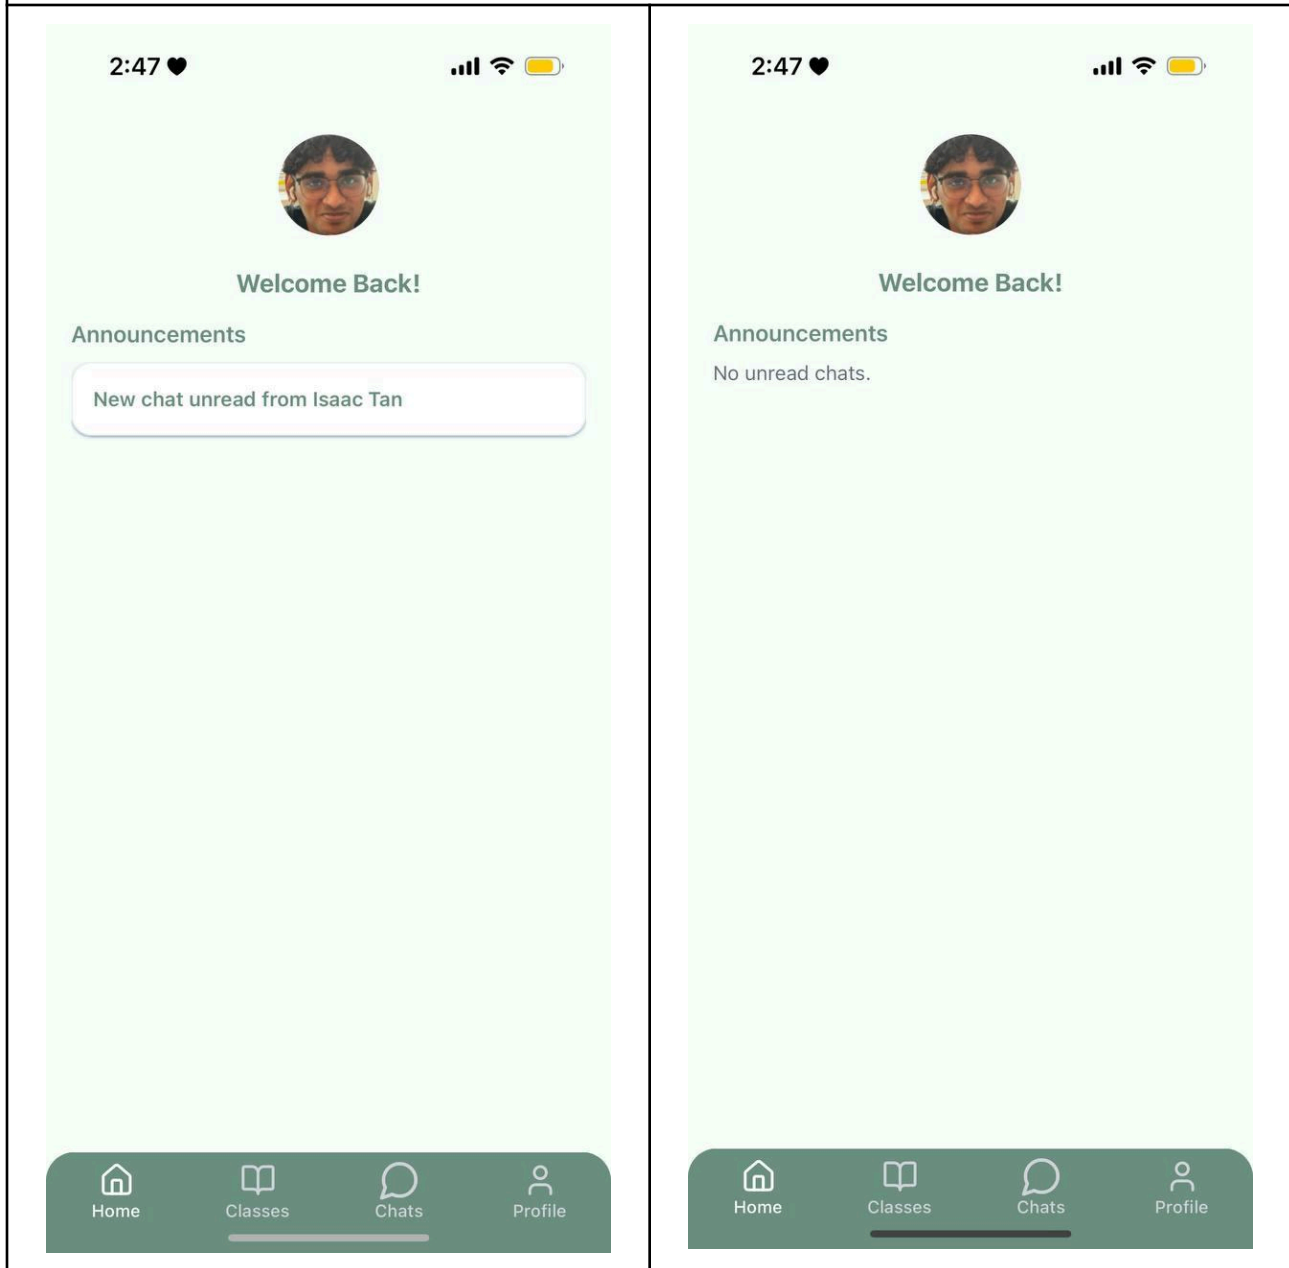 2:47
Welcome Back!
Announcements
New chat unread from Isaac Tan
Home Classes Chats Profile
2:47
Welcome Back!
Announcements
No unread chats.
Home Classes Chats Profile